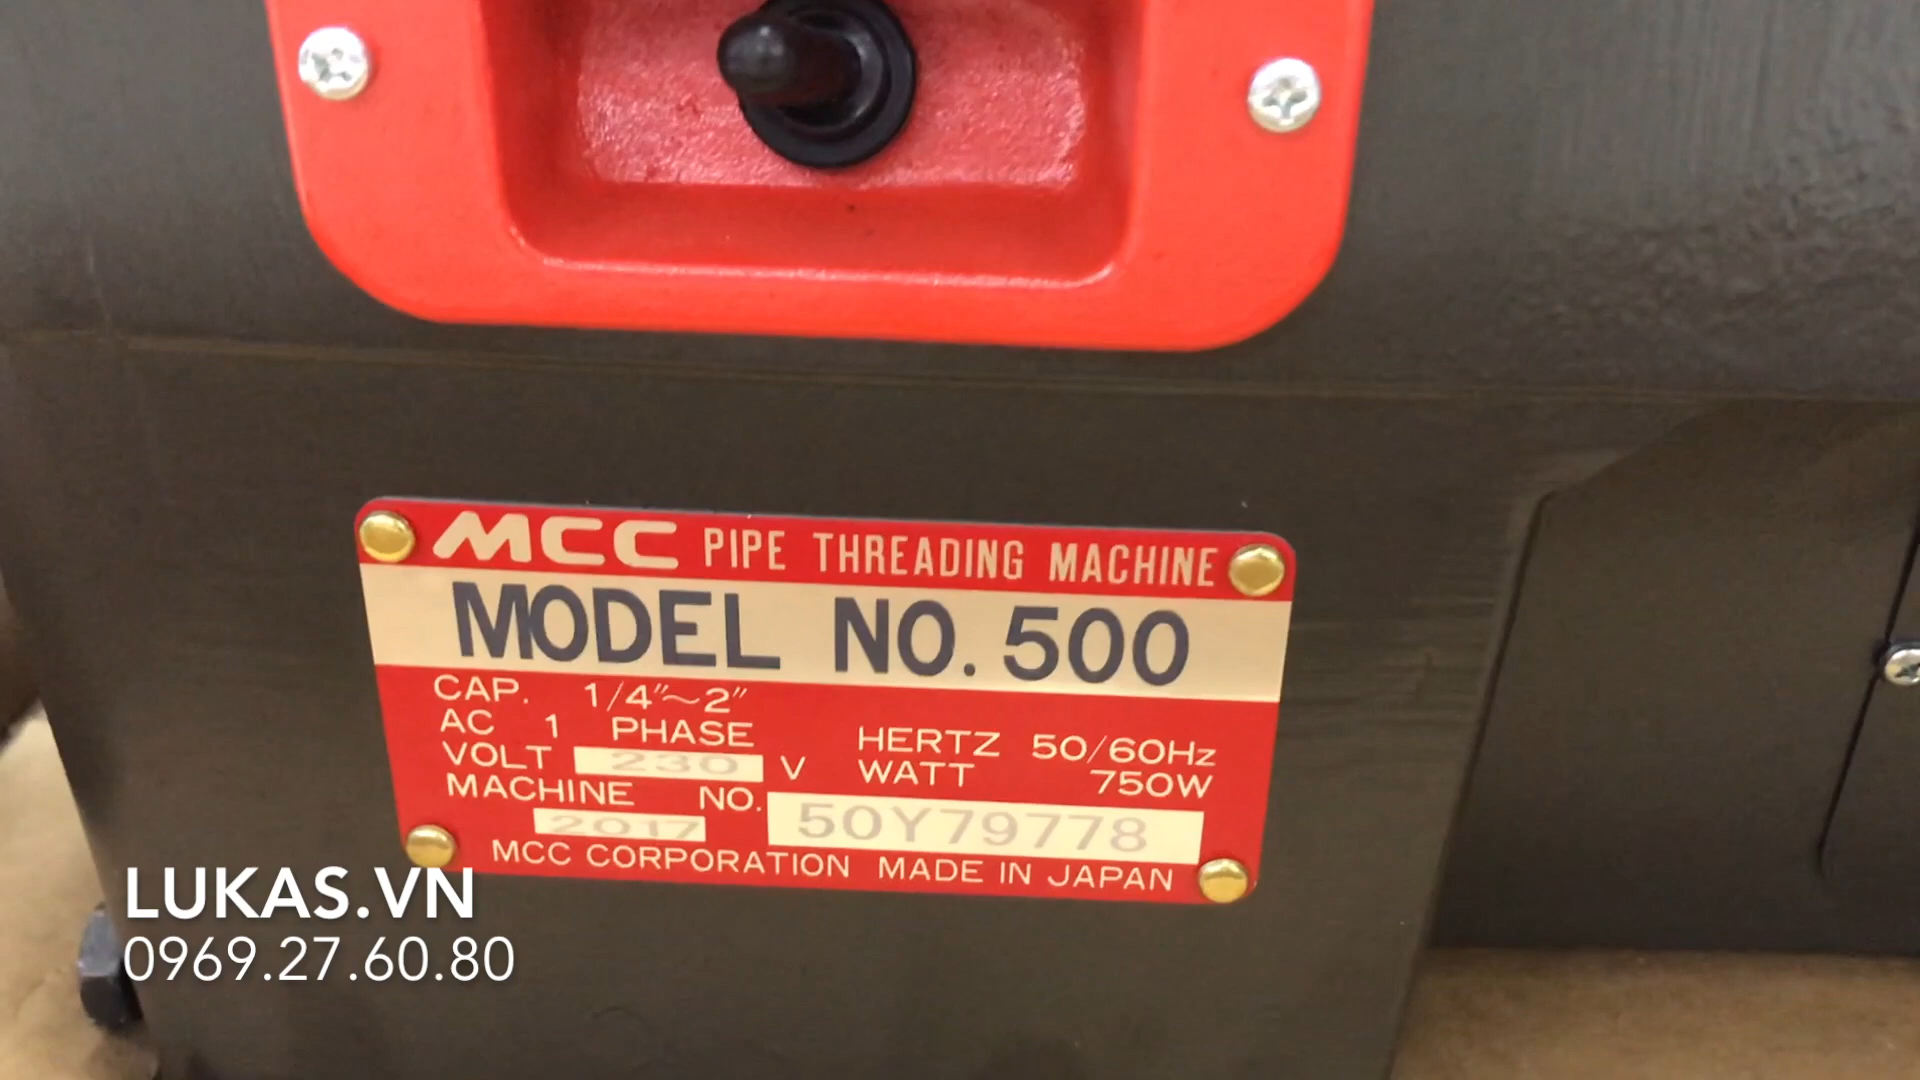 MCC PIPE THREADING MACHINE
MODEL NO. 500
CAP. 1/4"~2"
AC 1 PHASE HERTZ 50/60Hz
VOLT 230 V WATT 750W
MACHINE NO. 50Y79778
2017
MCC CORPORATION MADE IN JAPAN
LUKAS.VN
0969.27.60.80